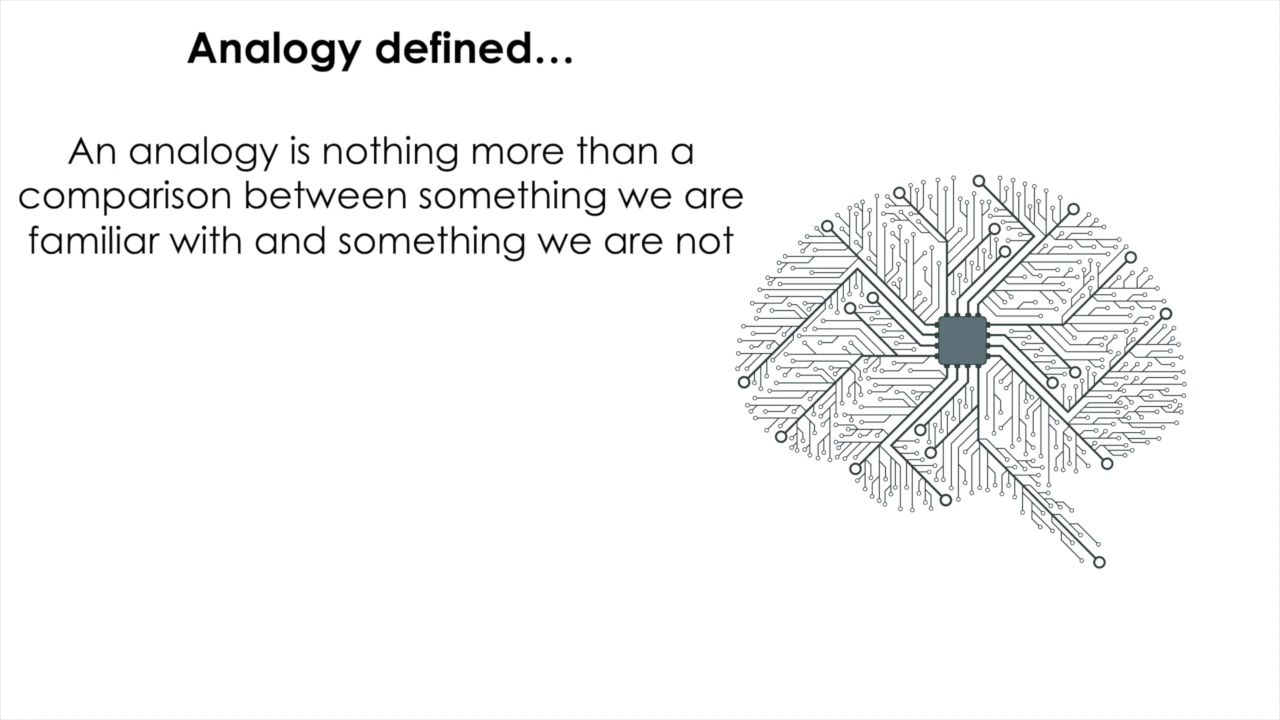 Analogy defined…
An analogy is nothing more than a
comparison between something we are
familiar with and something we are not